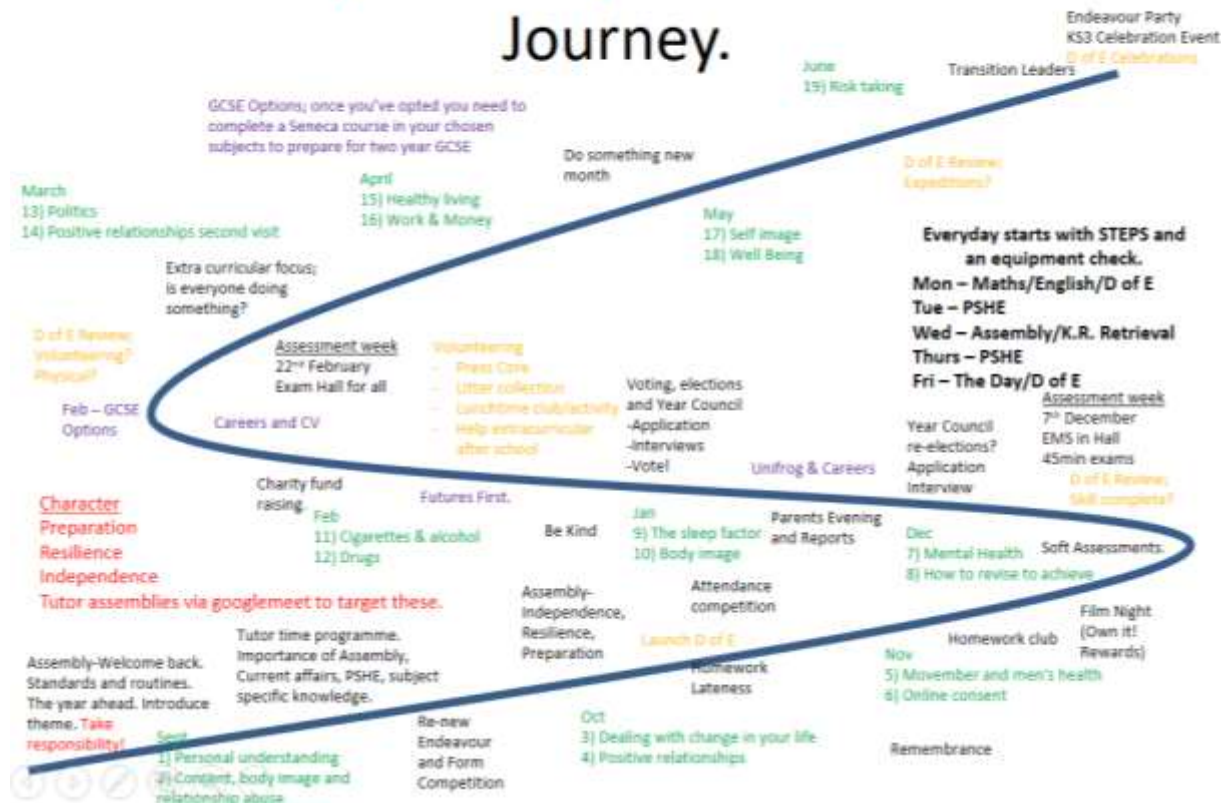 Journey.
Endeavour Party
KS3 Celebration Event
D of E Celebrations
Transition Leaders
June
19) Risk taking
GCSE Options; once you've opted you need to
complete a Seneca course in your chosen
subjects to prepare for two year GCSE
Do something new
month
D of E Review;
Expeditions?
March
13) Politics
14) Positive relationships second visit
April
15) Healthy living
16) Work & Money
May
17) Self image
18) Well Being
Everyday starts with STEPS and
an equipment check.
Mon – Maths/English/D of E
Tue – PSHE
Wed – Assembly/K.R. Retrieval
Thurs – PSHE
Fri – The Day/D of E
Extra curricular focus;
is everyone doing
something?
D of E Review;
Volunteering?
Physical?
Assessment week
22nd February
Exam Hall for all
Volunteering
- Press Core
- Litter collection
- Lunchtime club/activity
- Help extracurricular
after school
Voting, elections
and Year Council
-Application
-Interviews
-Vote!
Feb – GCSE
Options
Careers and CV
Unifrog & Careers
Year Council
re-elections?
Application
Interview
Assessment week
7th December
EMS in Hall
45min exams
D of E Review;
Skill complete?
Charity fund
raising.
Futures First.
Character
Preparation
Resilience
Independence
Tutor assemblies via googlemeet to target these.
Feb
11) Cigarettes & alcohol
12) Drugs
Be Kind
Jan
9) The sleep factor
10) Body image
Parents Evening
and Reports
Dec
7) Mental Health
8) How to revise to achieve
Soft Assessments.
Assembly-
Independence,
Resilience,
Preparation
Attendance
competition
Launch D of E
Homework
Lateness
Homework club
Film Night
(Own it!
Rewards)
Assembly-Welcome back.
Standards and routines.
The year ahead. Introduce
theme. Take
responsibility!
Tutor time programme.
Importance of Assembly,
Current affairs, PSHE, subject
specific knowledge.
Nov
5) Movember and men's health
6) Online consent
Sept
1) Personal understanding
2) Consent, body image and
relationship abuse
Re-new
Endeavour
and Form
Competition
Oct
3) Dealing with change in your life
4) Positive relationships
Remembrance